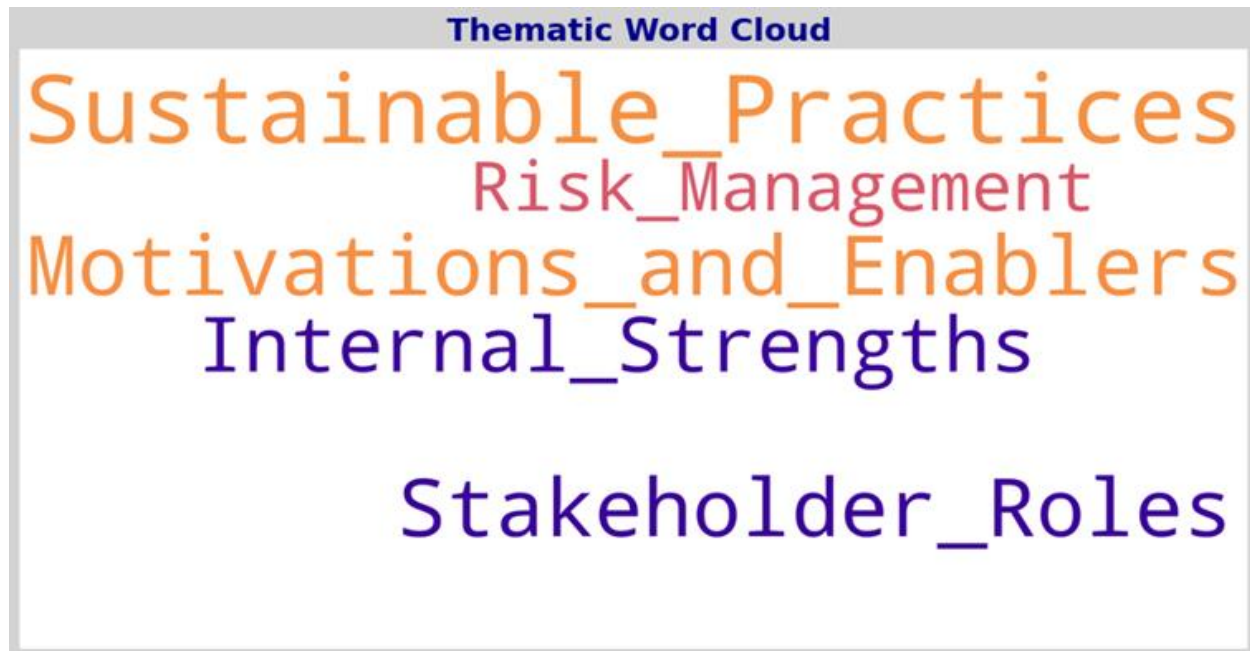 Thematic Word Cloud
Sustainable_Practices
Risk_Management
Motivations_and_Enablers
Internal_Strengths
Stakeholder_Roles